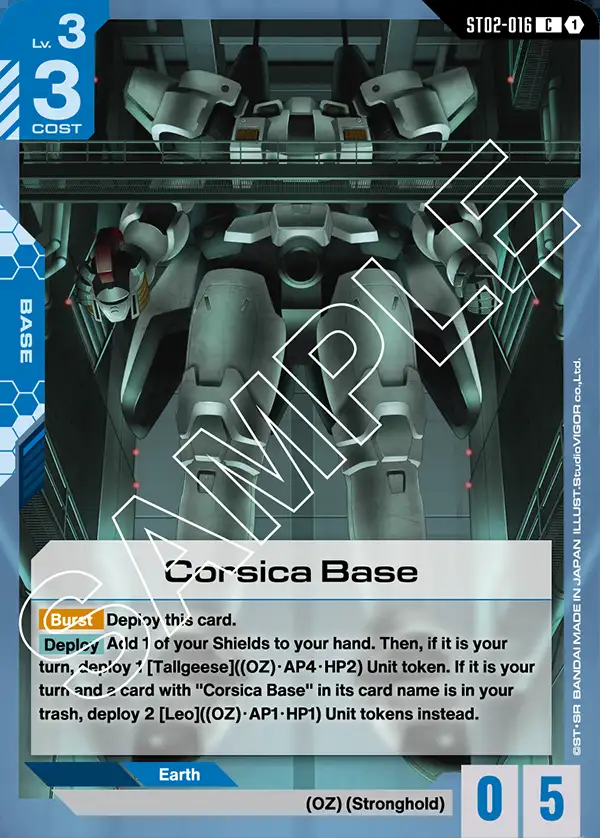 ST02-016 C 1
Lv. 3
3
COST
BASE
SAMPLE
Corsica Base
Burst Deploy this card.
Deploy Add 1 of your Shields to your hand. Then, if it is your
turn, deploy 1 [Tallgeese]((OZ)·AP4·HP2) Unit token. If it is your
turn and a card with "Corsica Base" in its card name is in your
trash, deploy 2 [Leo]((OZ)·AP1·HP1) Unit tokens instead.
©ST·SR BANDAI MADE IN JAPAN ILLUST.StudioVIGOR co.,Ltd.
Earth
(OZ) (Stronghold)
0 5